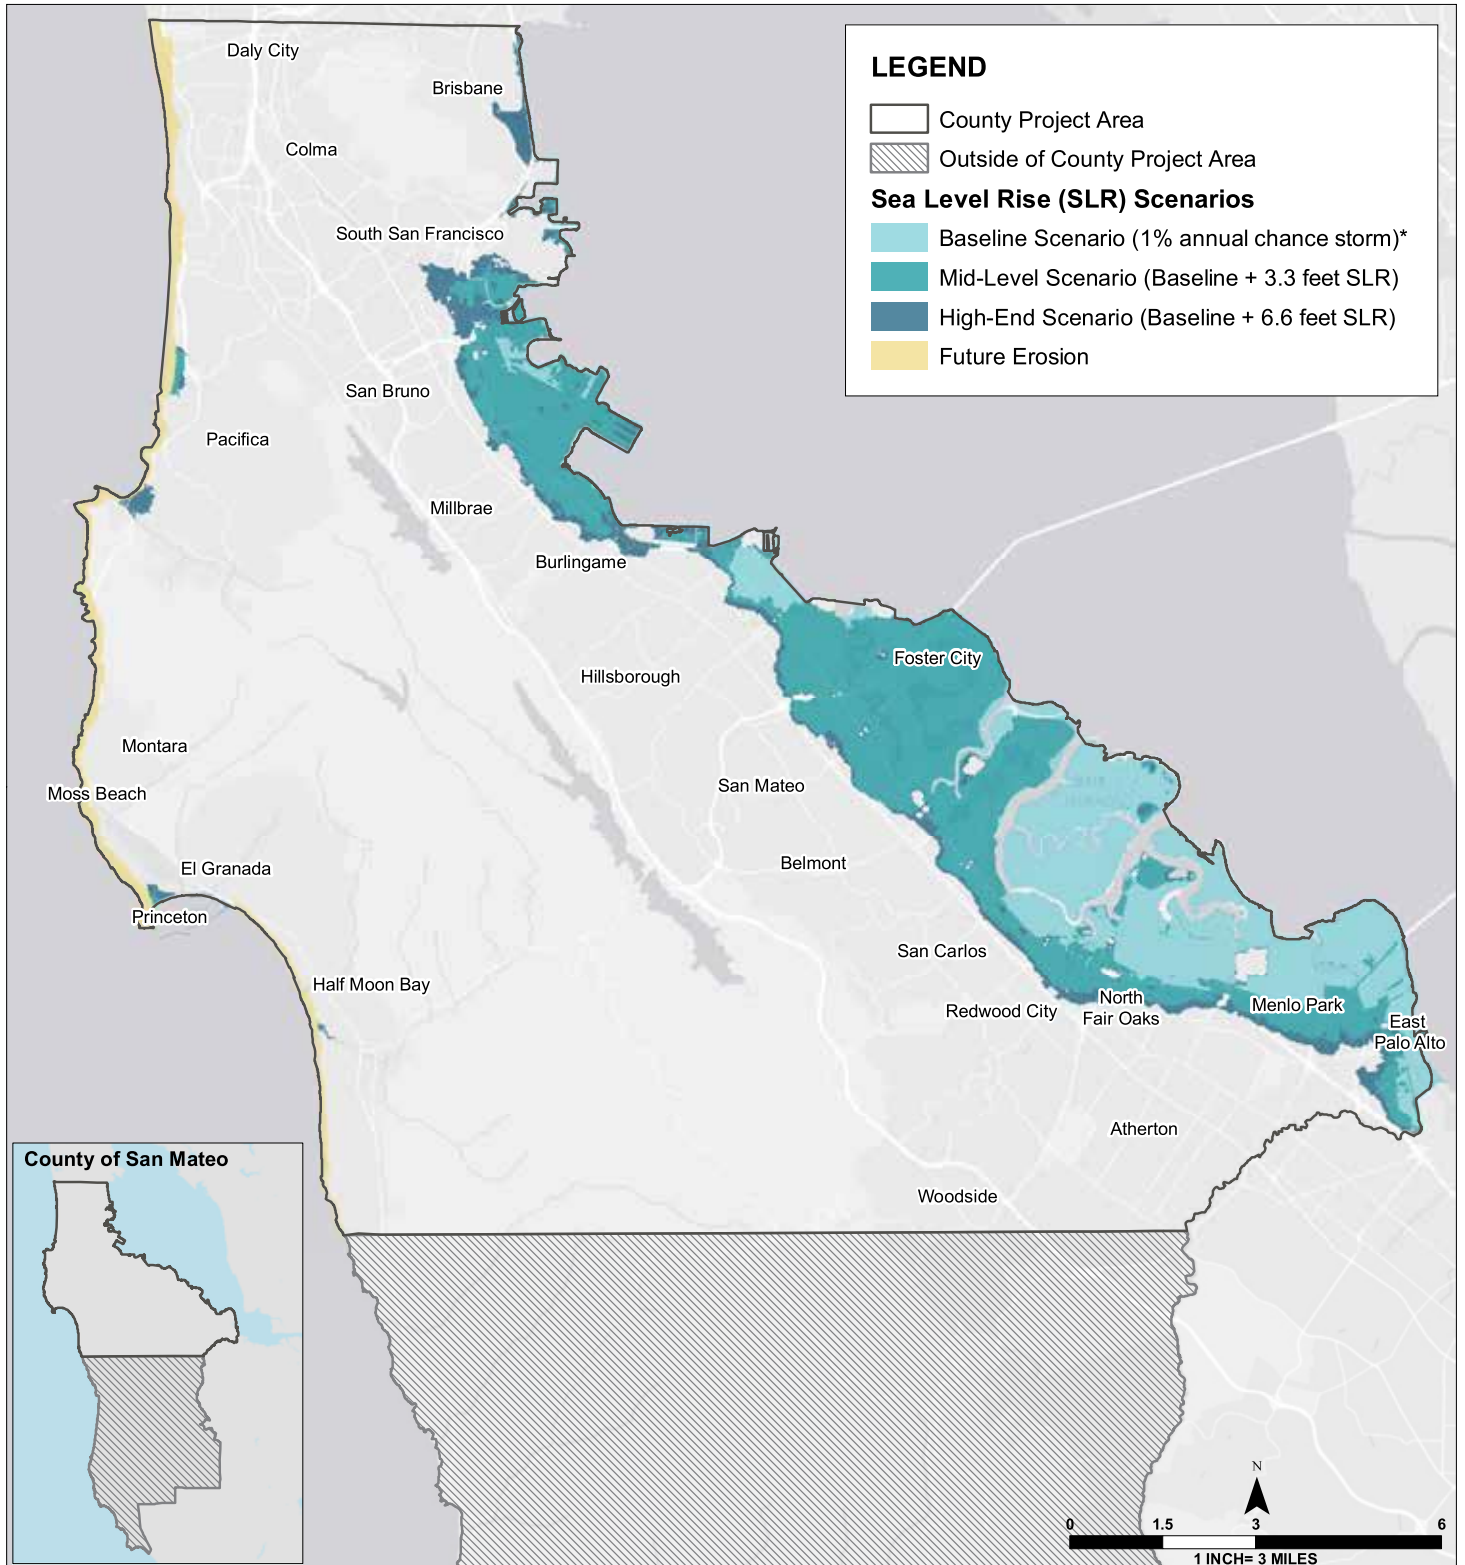 Daly City
Brisbane
Colma
South San Francisco
San Bruno
Pacifica
Millbrae
Burlingame
Foster City
Hillsborough
Montara
San Mateo
Moss Beach
Belmont
El Granada
Princeton
San Carlos
Half Moon Bay
Redwood City
North
Fair Oaks
Menlo Park
East
Palo Alto
Atherton
Woodside
LEGEND
County Project Area
Outside of County Project Area
Sea Level Rise (SLR) Scenarios
Baseline Scenario (1% annual chance storm)*
Mid-Level Scenario (Baseline + 3.3 feet SLR)
High-End Scenario (Baseline + 6.6 feet SLR)
Future Erosion
County of San Mateo
N
0 1.5 3 6
1 INCH= 3 MILES